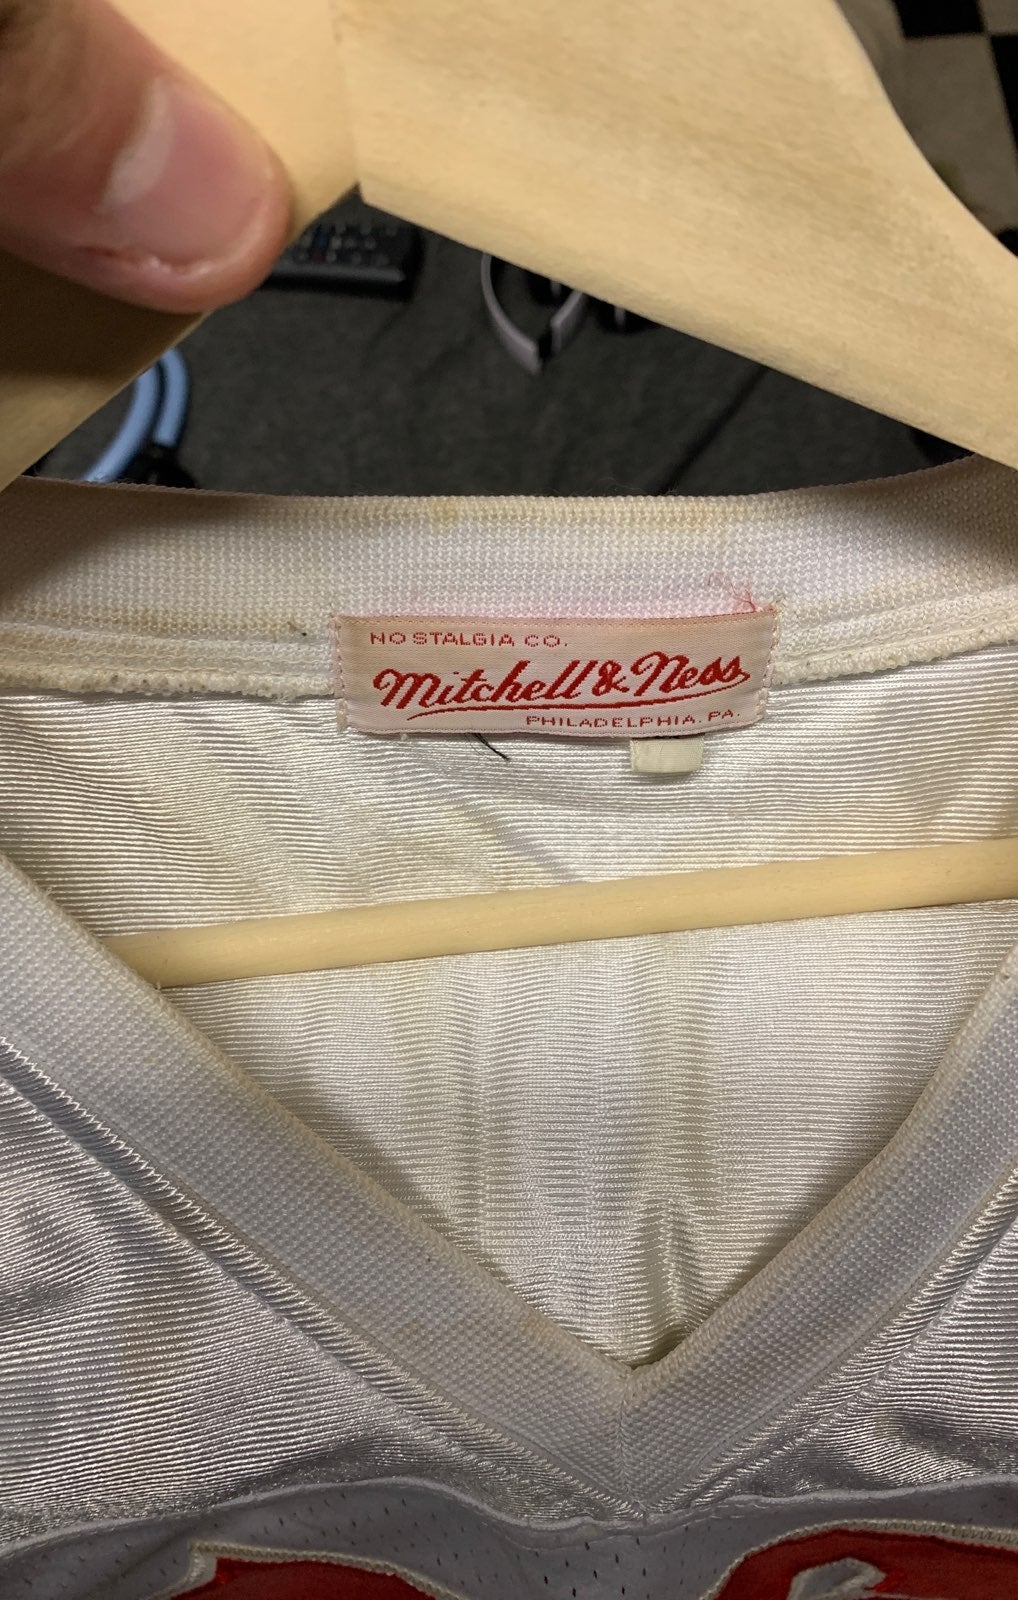 NOSTALGIA CO.
Mitchell & Ness
PHILADELPHIA, PA.